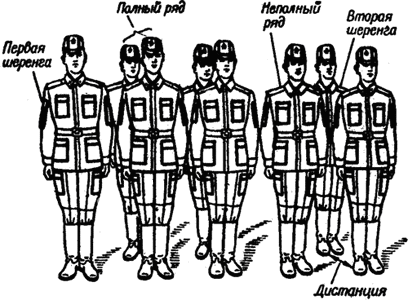 Полный ряд
Неполный
ряд
Вторая
шеренга
Первая
шеренга
Дистанция